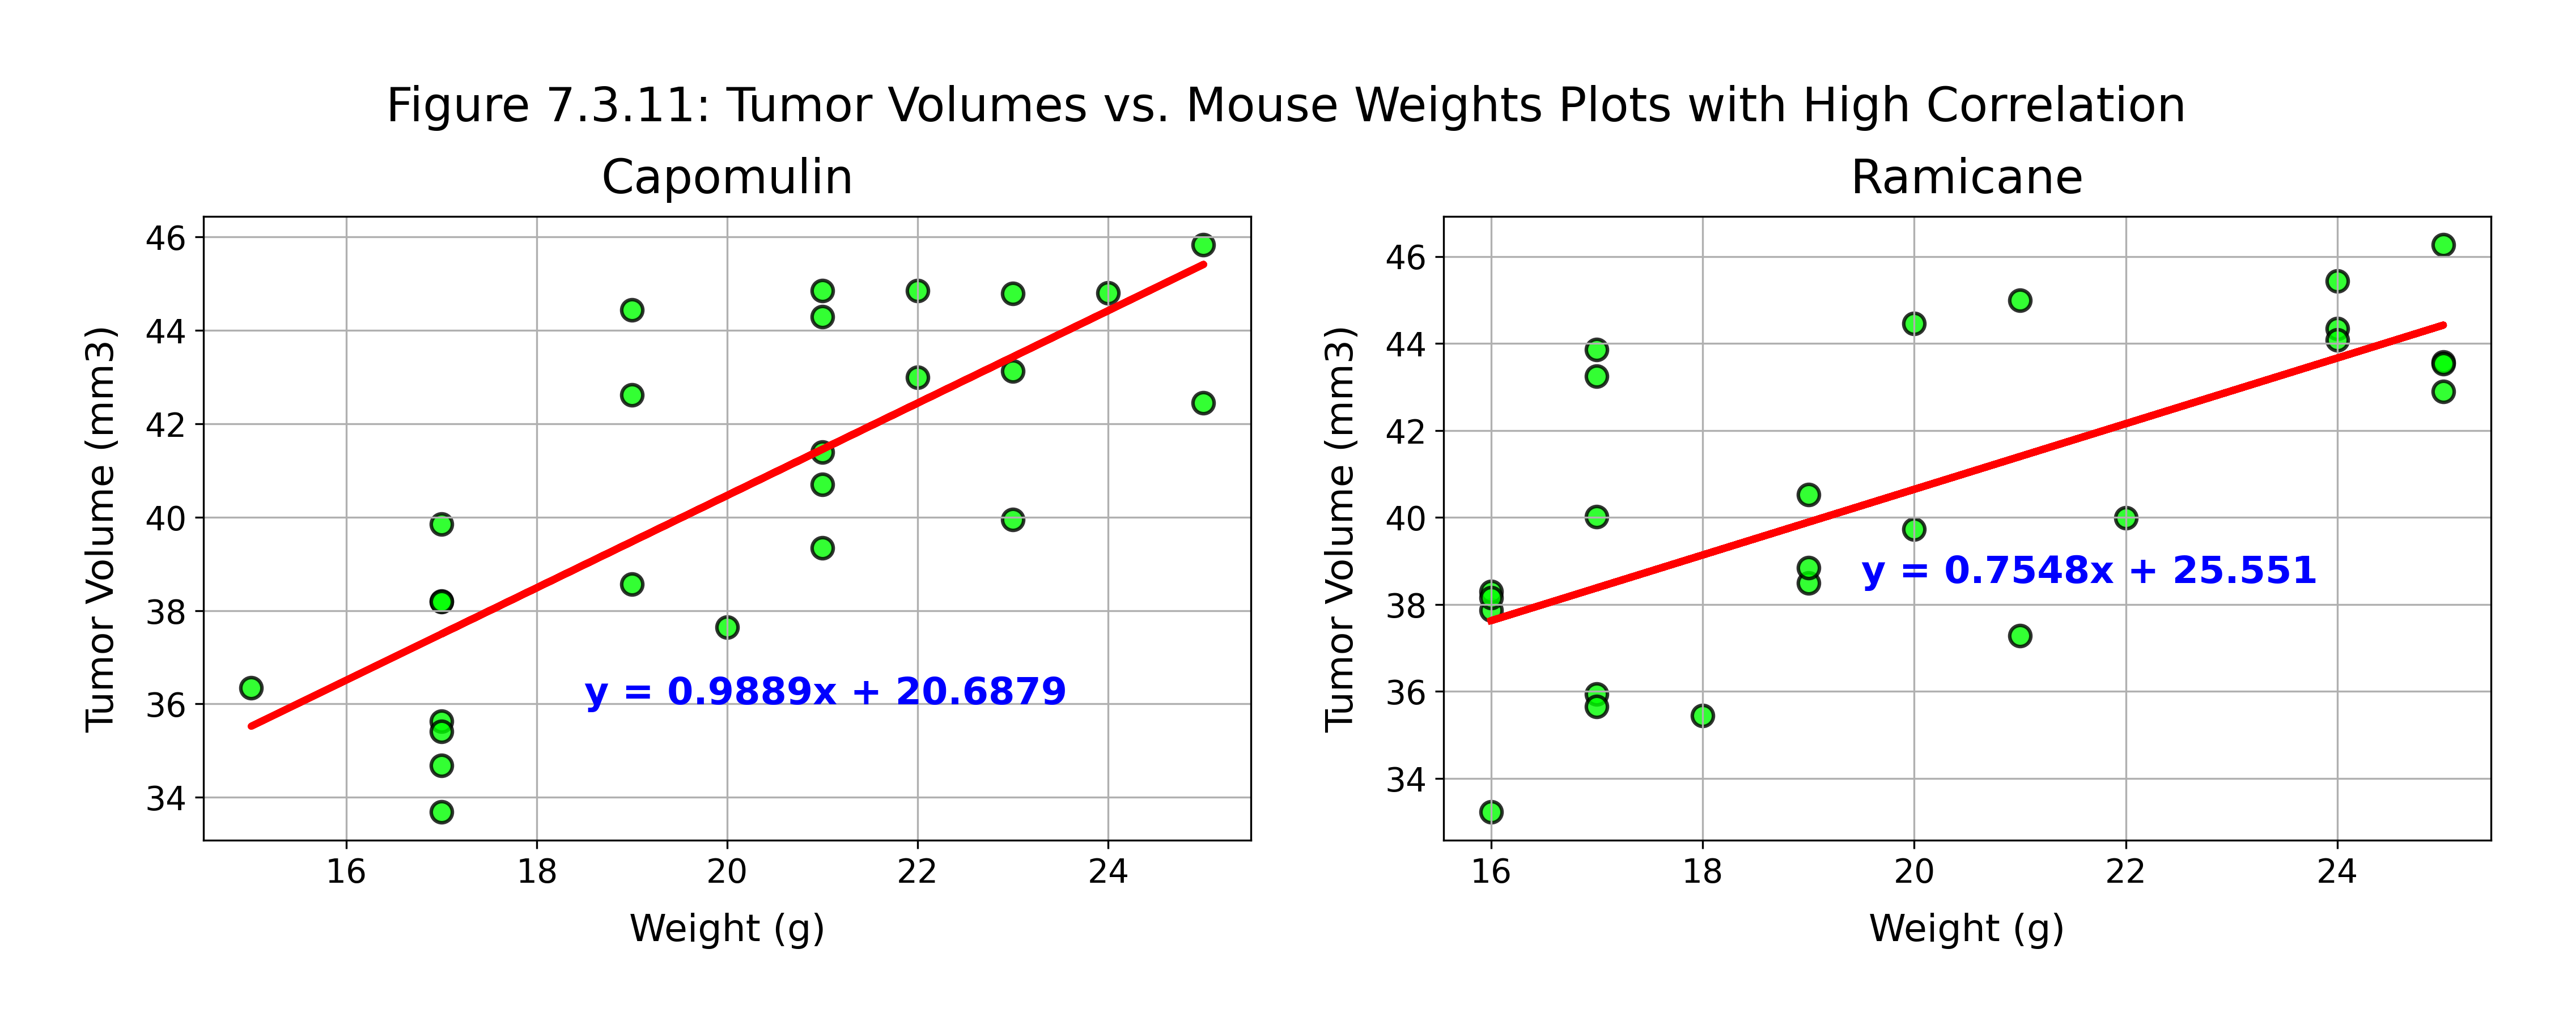 Figure 7.3.11: Tumor Volumes vs. Mouse Weights Plots with High Correlation
Capomulin
46
44
42
40
38
36
34
Tumor Volume (mm3)
y = 0.9889x + 20.6879
16 18 20 22 24
Weight (g)
Ramicane
46
44
42
40
38
36
34
Tumor Volume (mm3)
y = 0.7548x + 25.551
16 18 20 22 24
Weight (g)